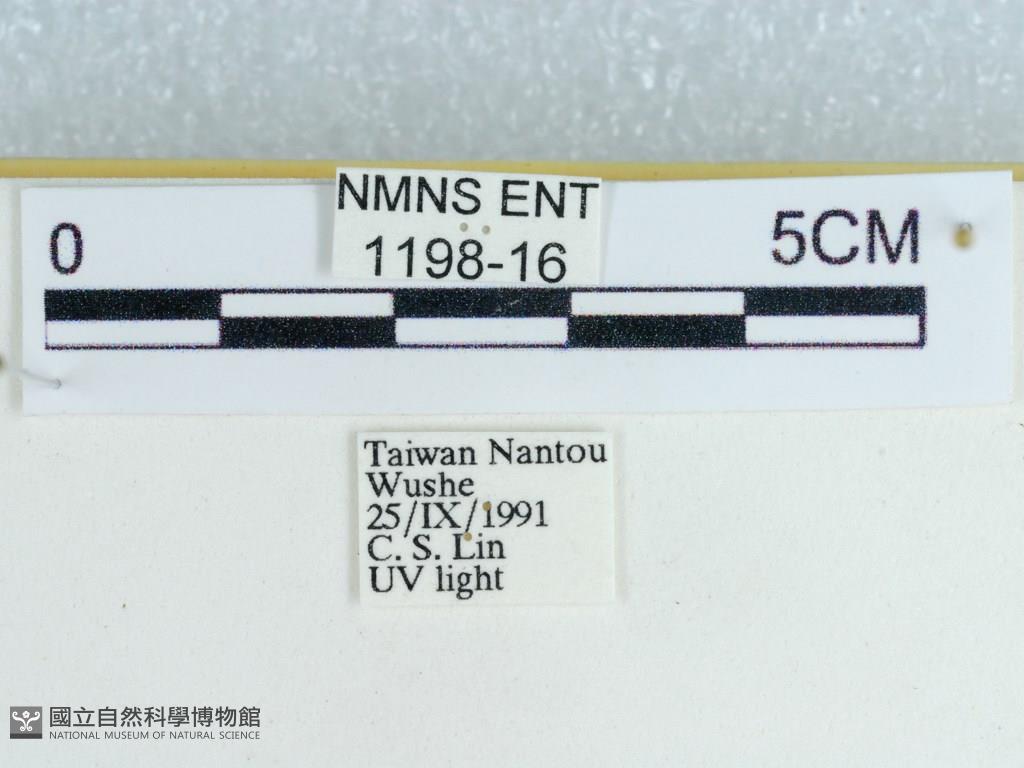 NMNS ENT
1198-16
0
5CM
Taiwan Nantou
Wushe
25/IX/1991
C. S. Lin
UV light
國立自然科學博物館
NATIONAL MUSEUM OF NATURAL SCIENCE